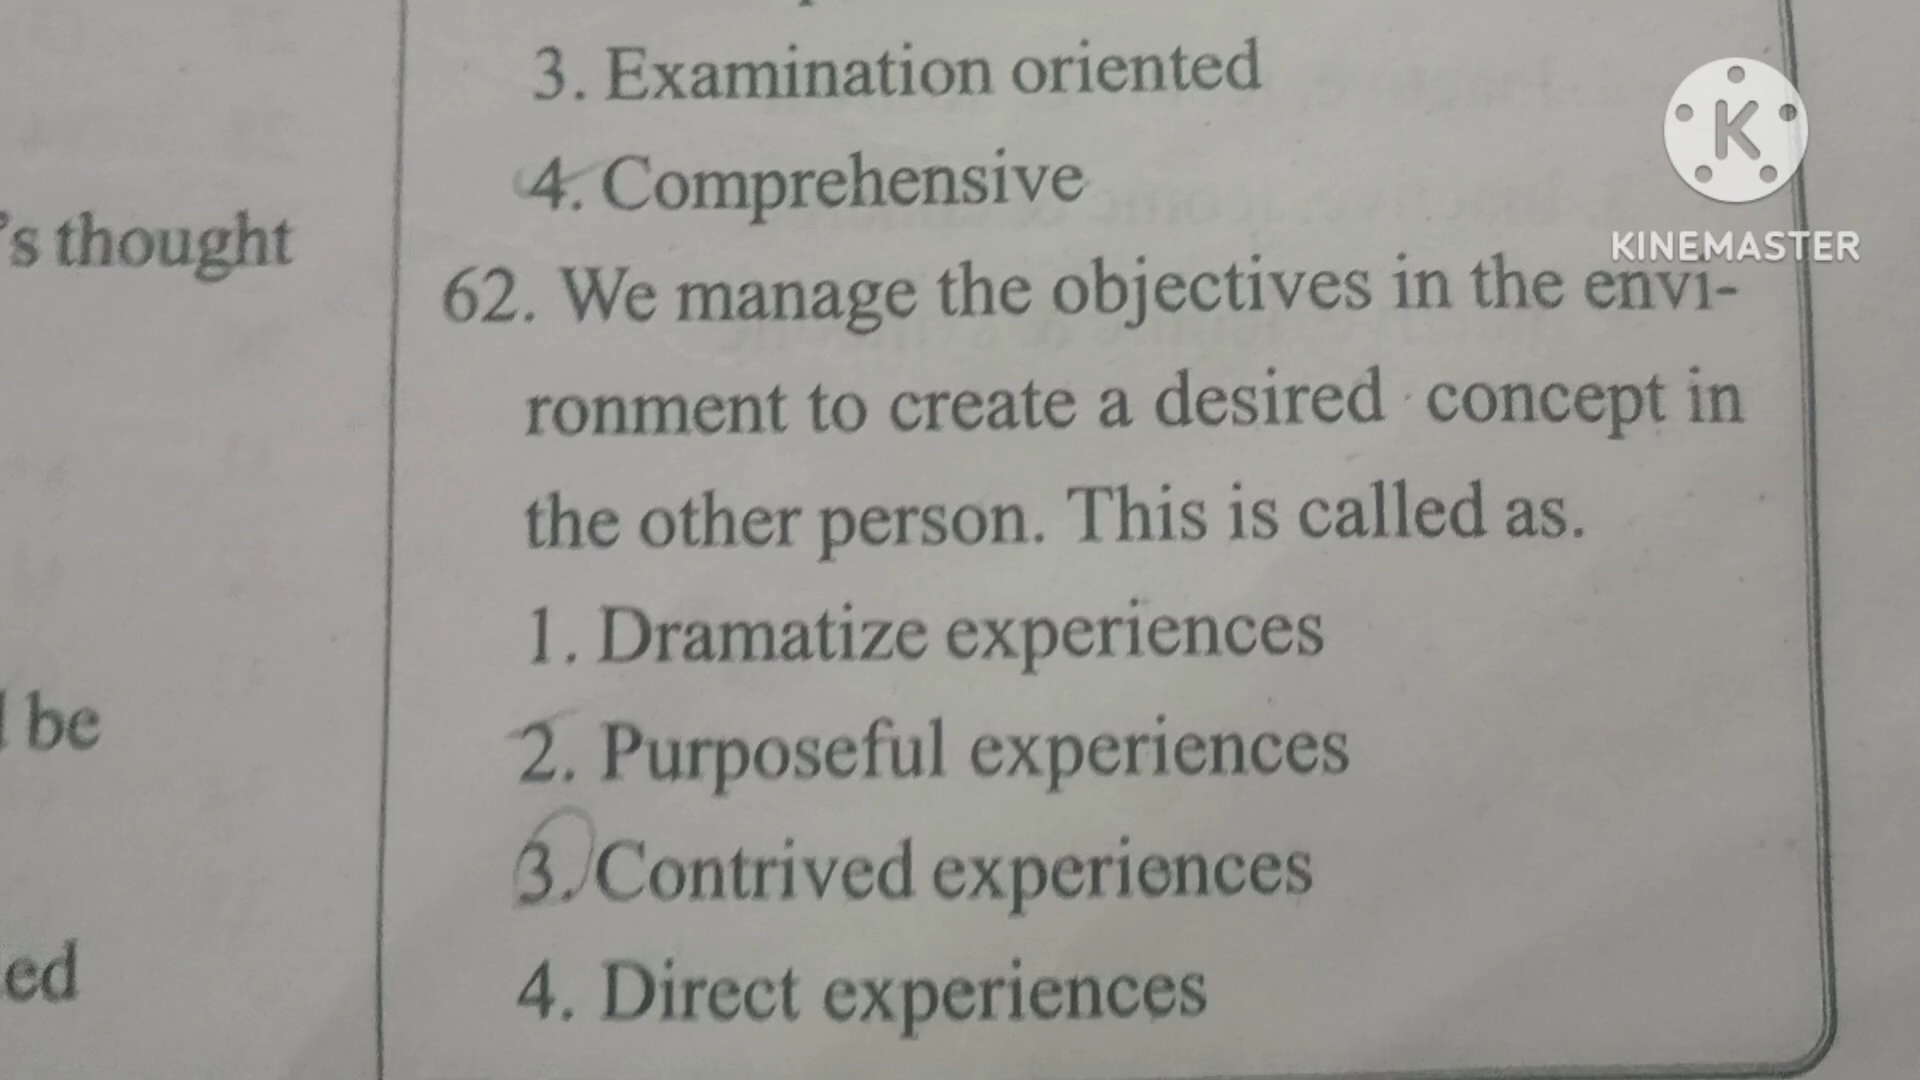 3. Examination oriented
4. Comprehensive
's thought
62. We manage the objectives in the envi-
ronment to create a desired concept in
the other person. This is called as.
1. Dramatize experiences
be
2. Purposeful experiences
3. Contrived experiences
ed
4. Direct experiences
K
KINEMASTER